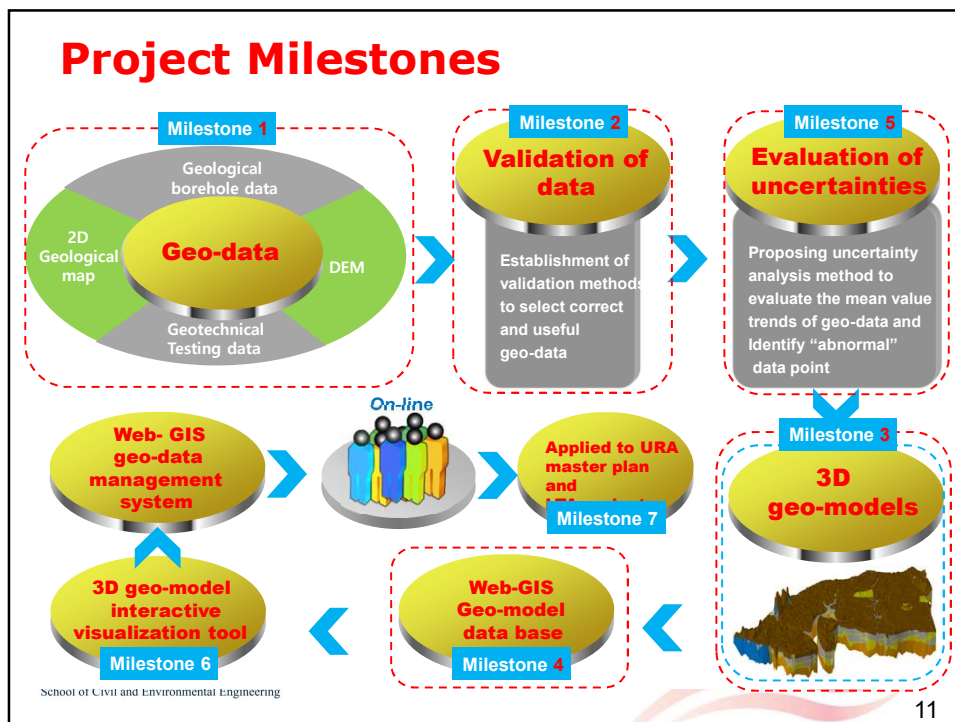 Project Milestones
Milestone 1
Geological
borehole data
2D
Geological
map
Geo-data
DEM
Geotechnical
Testing data
Milestone 2
Validation of
data
Establishment of
validation methods
to select correct
and useful
geo-data
Milestone 5
Evaluation of
uncertainties
Proposing uncertainty
analysis method to
evaluate the mean value
trends of geo-data and
Identify “abnormal”
data point
Web- GIS
geo-data
management
system
On-line
Applied to URA
master plan
and
Milestone 7
Milestone 3
3D
geo-models
3D geo-model
interactive
visualization tool
Milestone 6
Web-GIS
Geo-model
data base
Milestone 4
School of Civil and Environmental Engineering
11